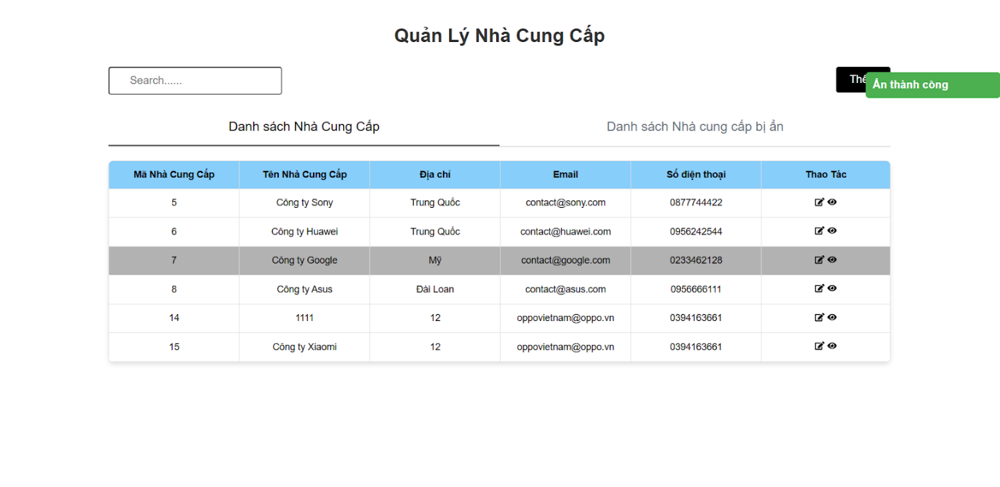 Quản Lý Nhà Cung Cấp
Search......
Ẩn thành công
Danh sách Nhà Cung Cấp Danh sách Nhà cung cấp bị ẩn
Mã Nhà Cung Cấp Tên Nhà Cung Cấp Địa chỉ Email Số điện thoại Thao Tác
5 Công ty Sony Trung Quốc contact@sony.com 0877744422
6 Công ty Huawei Trung Quốc contact@huawei.com 0956242544
7 Công ty Google Mỹ contact@google.com 0233462128
8 Công ty Asus Đài Loan contact@asus.com 0956666111
14 1111 12 oppovietnam@oppo.vn 0394163661
15 Công ty Xiaomi 12 oppovietnam@oppo.vn 0394163661